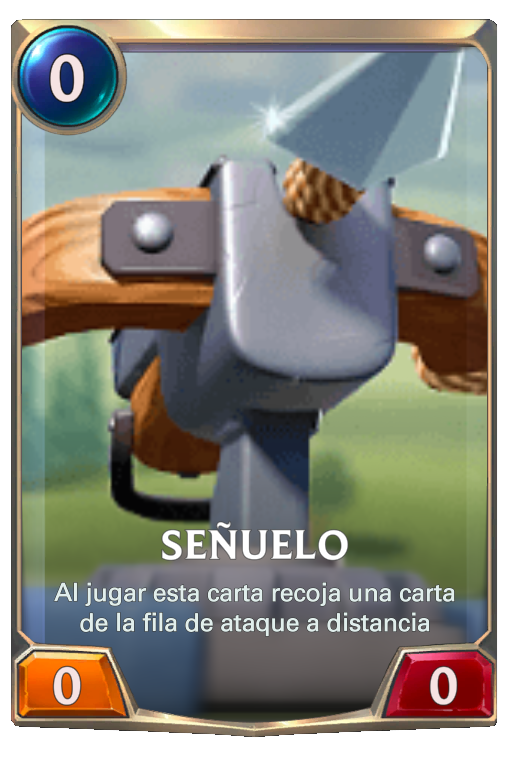 0
SEÑUELO
Al jugar esta carta recoja una carta
de la fila de ataque a distancia
0
0